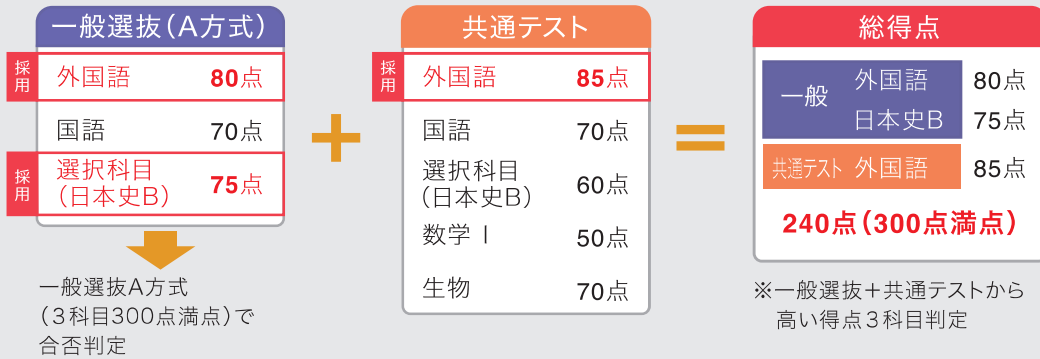 一般選抜(A方式)
採用 外国語 80点
国語 70点
採用 選択科目
(日本史B) 75点
一般選抜A方式
(3科目300点満点)で
合否判定
+
共通テスト
採用 外国語 85点
国語 70点
選択科目
(日本史B) 60点
数学Ⅰ 50点
生物 70点
=
総得点
一般 外国語 80点
日本史B 75点
共通テスト 外国語 85点
240点(300点満点)
※一般選抜+共通テストから
高い得点3科目判定